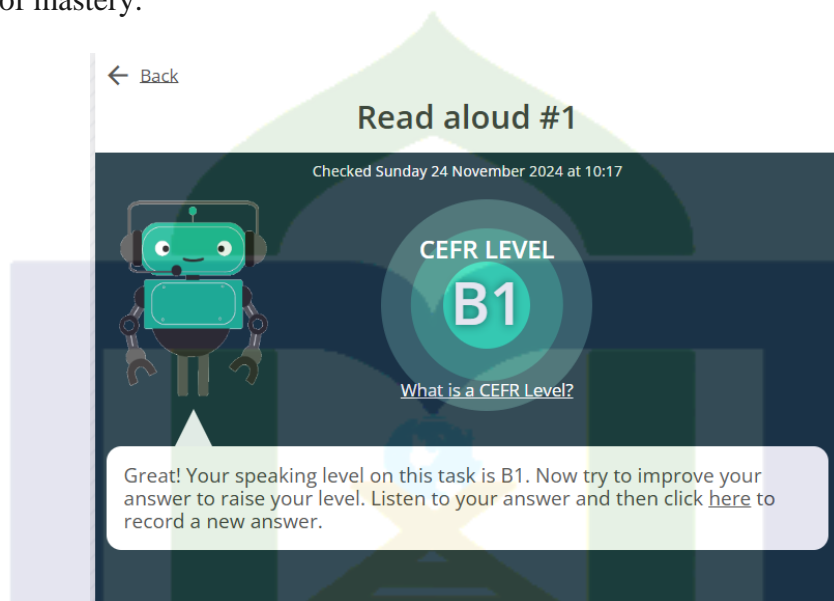 or mastery.
← Back
Read aloud #1
Checked Sunday 24 November 2024 at 10:17
CEFR LEVEL
B1
What is a CEFR Level?
Great! Your speaking level on this task is B1. Now try to improve your
answer to raise your level. Listen to your answer and then click here to
record a new answer.